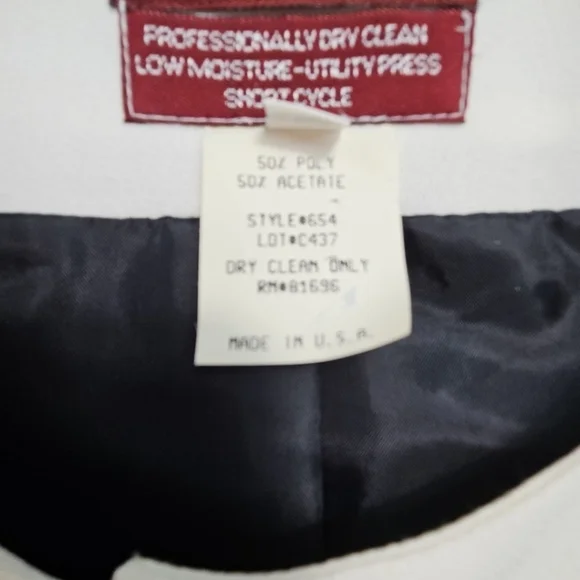 PROFESSIONALLY DRY CLEAN
LOW MOISTURE-UTILITY PRESS
SHORT CYCLE
50% POLY
50% ACETATE
STYLE#654
LOT#C437
DRY CLEAN ONLY
RN#81696
MADE IN U.S.A.